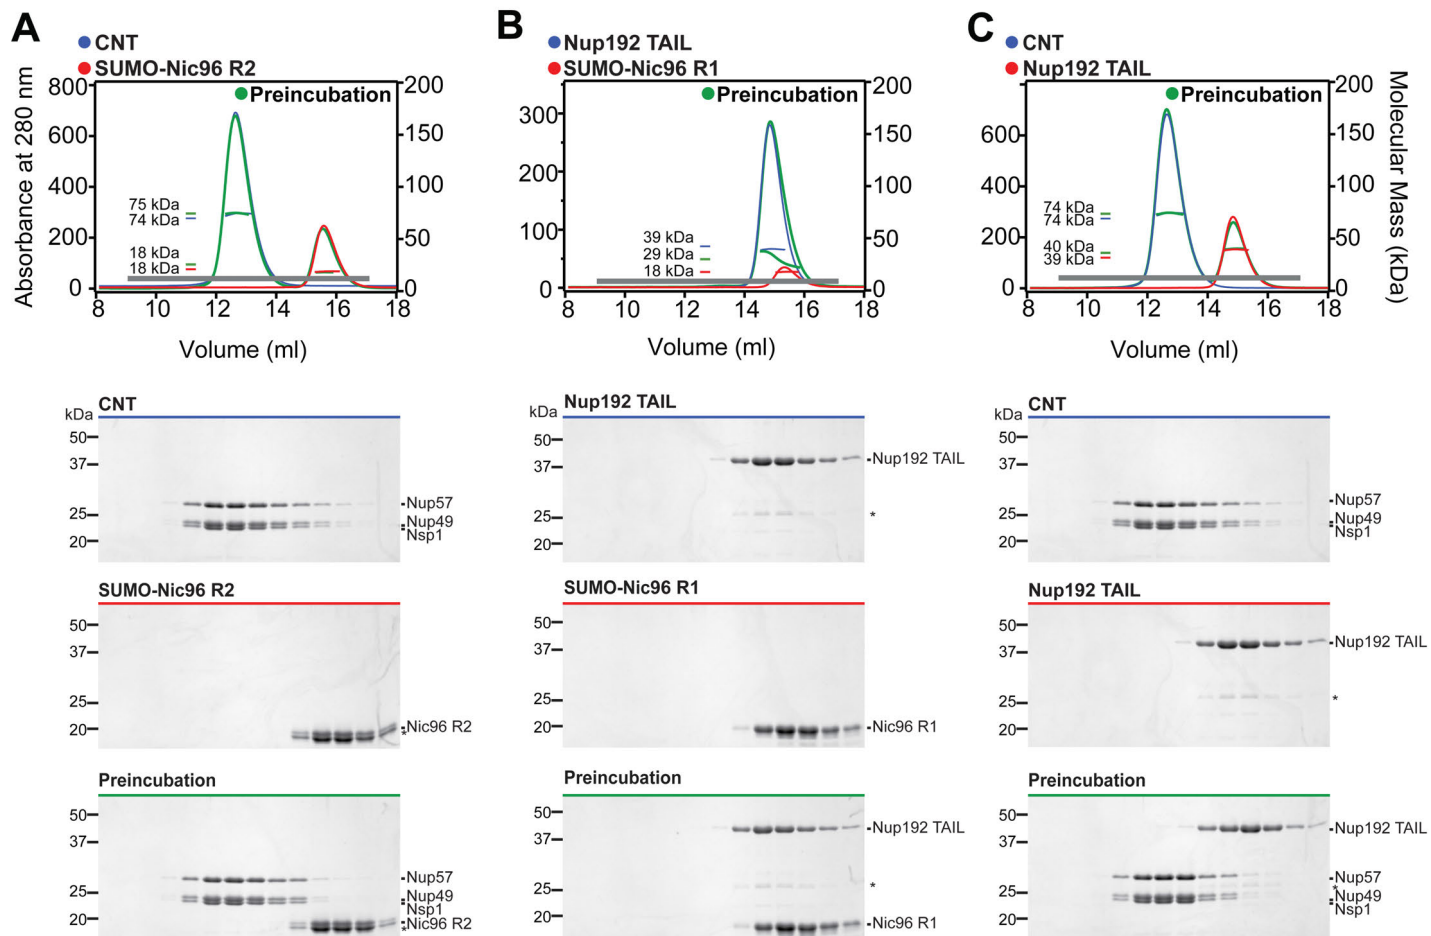 A
CNT
SUMO-Nic96 R2
Preincubation
Absorbance at 280 nm
800
600
400
200
0
200
150
100
50
0
75 kDa
74 kDa
18 kDa
18 kDa
8 10 12 14 16 18
Volume (ml)
B
Nup192 TAIL
SUMO-Nic96 R1
Preincubation
300
200
100
0
200
150
100
50
0
39 kDa
29 kDa
18 kDa
8 10 12 14 16 18
Volume (ml)
C
CNT
Nup192 TAIL
Preincubation
600
400
200
0
200
150
100
50
0
Molecular Mass (kDa)
74 kDa
74 kDa
40 kDa
39 kDa
8 10 12 14 16 18
Volume (ml)
kDa
CNT
50
37
25
20
Nup57
Nup49
Nsp1
SUMO-Nic96 R2
50
37
25
20
Nic96 R2
*
Preincubation
50
37
25
20
Nup57
Nup49
Nsp1
Nic96 R2
*
kDa
Nup192 TAIL
50
37
25
20
Nup192 TAIL
*
SUMO-Nic96 R1
50
37
25
20
Nic96 R1
Preincubation
50
37
25
20
Nup192 TAIL
*
Nic96 R1
kDa
CNT
50
37
25
20
Nup57
Nup49
Nsp1
Nup192 TAIL
50
37
25
20
Nup192 TAIL
*
Preincubation
50
37
25
20
Nup192 TAIL
Nup57
*
Nup49
Nsp1